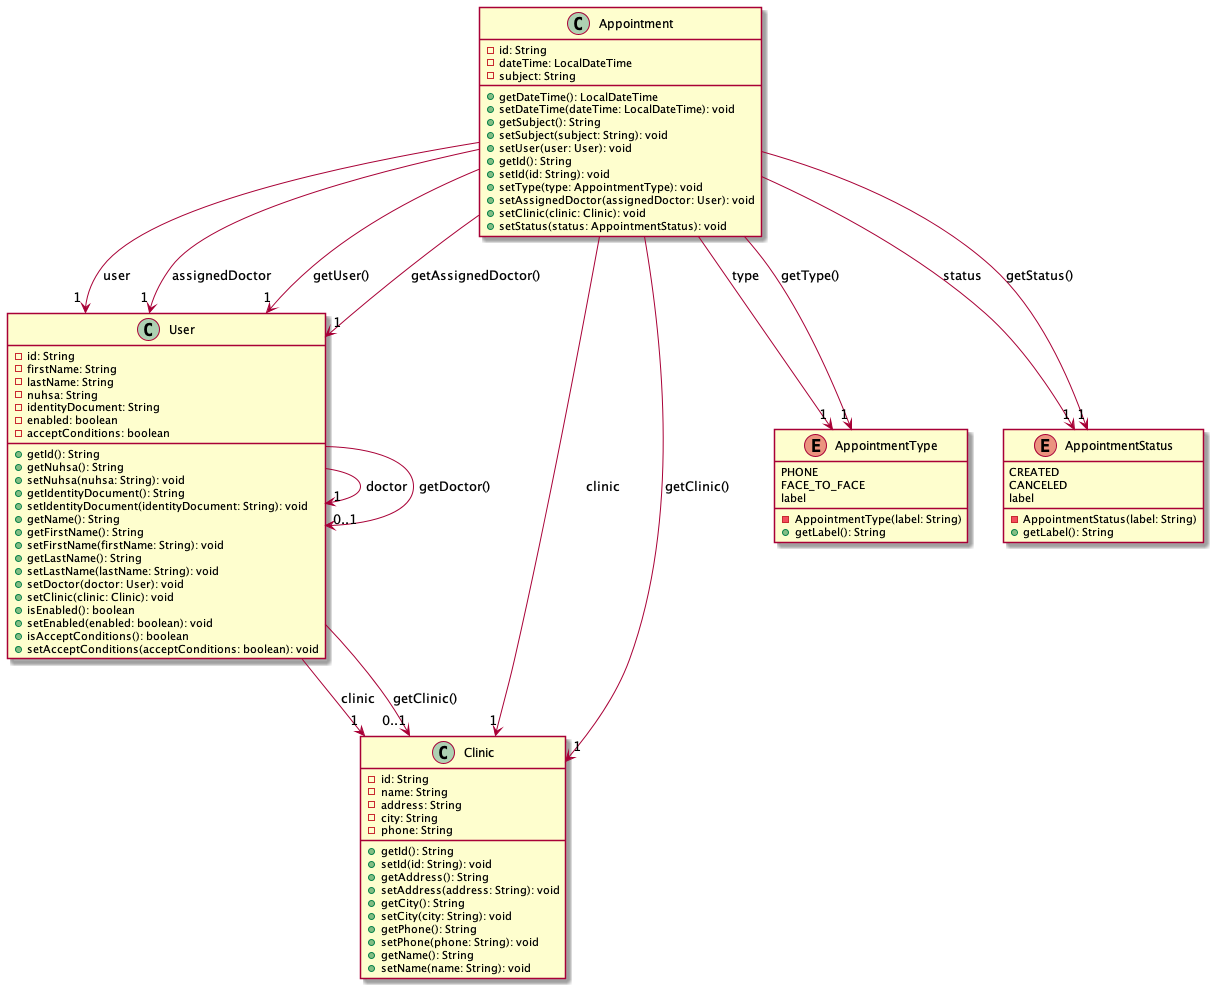 C Appointment
id: String
dateTime: LocalDateTime
subject: String
getDateTime(): LocalDateTime
setDateTime(dateTime: LocalDateTime): void
getSubject(): String
setSubject(subject: String): void
setUser(user: User): void
getId(): String
setId(id: String): void
setType(type: AppointmentType): void
setAssignedDoctor(assignedDoctor: User): void
setClinic(clinic: Clinic): void
setStatus(status: AppointmentStatus): void
user
assignedDoctor
getUser()
getAssignedDoctor()
type
getType()
status
getStatus()
1
1
1
1
C User
id: String
firstName: String
lastName: String
nuhsa: String
identityDocument: String
enabled: boolean
acceptConditions: boolean
getId(): String
getNuhsa(): String
setNuhsa(nuhsa: String): void
getIdentityDocument(): String
setIdentityDocument(identityDocument: String): void
getName(): String
getFirstName(): String
setFirstName(firstName: String): void
getLastName(): String
setLastName(lastName: String): void
setDoctor(doctor: User): void
setClinic(clinic: Clinic): void
isEnabled(): boolean
setEnabled(enabled: boolean): void
isAcceptConditions(): boolean
setAcceptConditions(acceptConditions: boolean): void
1
doctor
getDoctor()
0..1
clinic
getClinic()
1
1
1
1
E AppointmentType
PHONE
FACE_TO_FACE
label
AppointmentType(label: String)
getLabel(): String
E AppointmentStatus
CREATED
CANCELED
label
AppointmentStatus(label: String)
getLabel(): String
clinic
getClinic()
1
0..1
1
1
C Clinic
id: String
name: String
address: String
city: String
phone: String
getId(): String
setId(id: String): void
getAddress(): String
setAddress(address: String): void
getCity(): String
setCity(city: String): void
getPhone(): String
setPhone(phone: String): void
getName(): String
setName(name: String): void